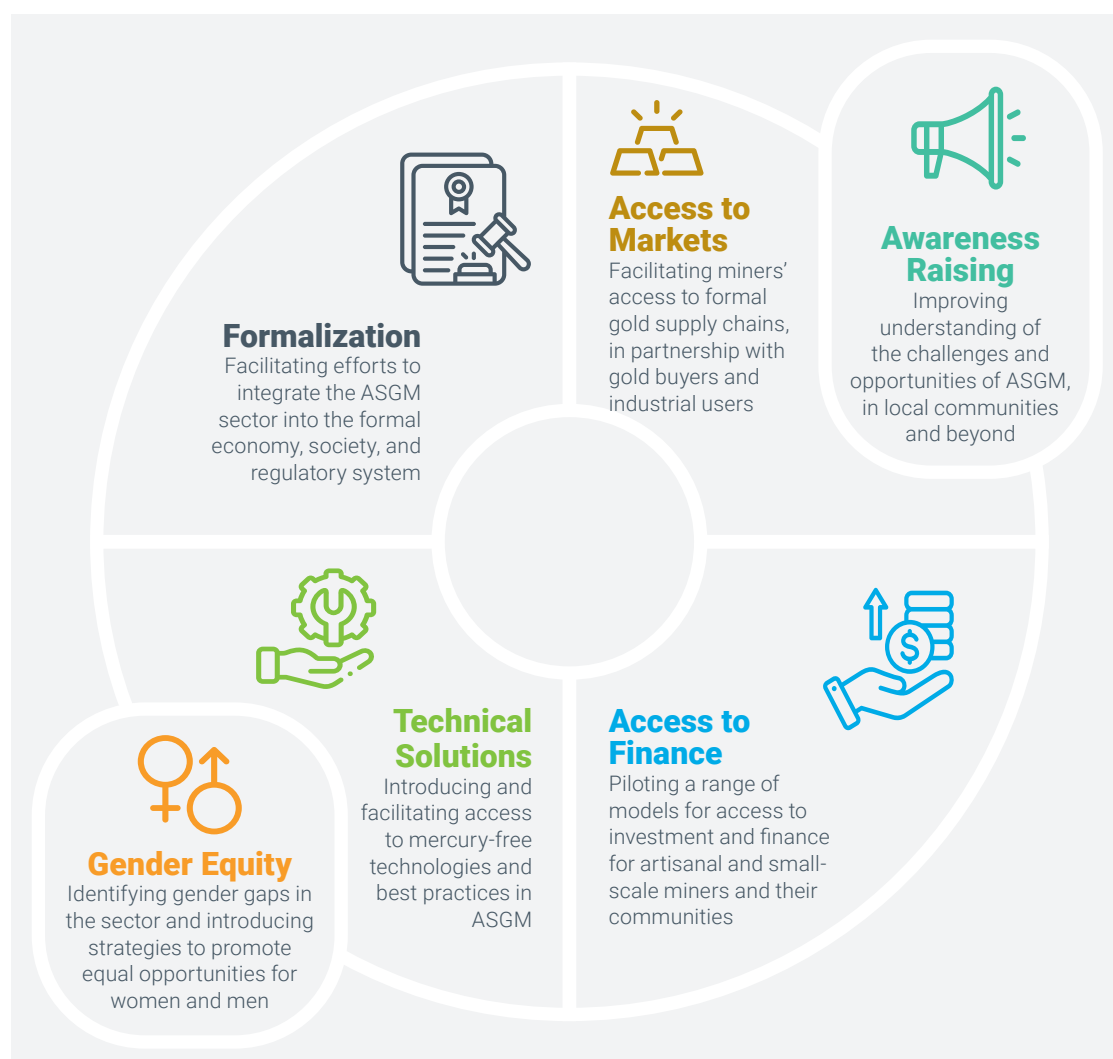 Formalization
Facilitating efforts to
integrate the ASGM
sector into the formal
economy, society, and
regulatory system
Access to
Markets
Facilitating miners’
access to formal
gold supply chains,
in partnership with
gold buyers and
industrial users
Awareness
Raising
Improving
understanding of
the challenges and
opportunities of ASGM,
in local communities
and beyond
Gender Equity
Identifying gender gaps in
the sector and introducing
strategies to promote
equal opportunities for
women and men
Technical
Solutions
Introducing and
facilitating access
to mercury-free
technologies and
best practices in
ASGM
$
Access to
Finance
Piloting a range of
models for access to
investment and finance
for artisanal and small-
scale miners and their
communities